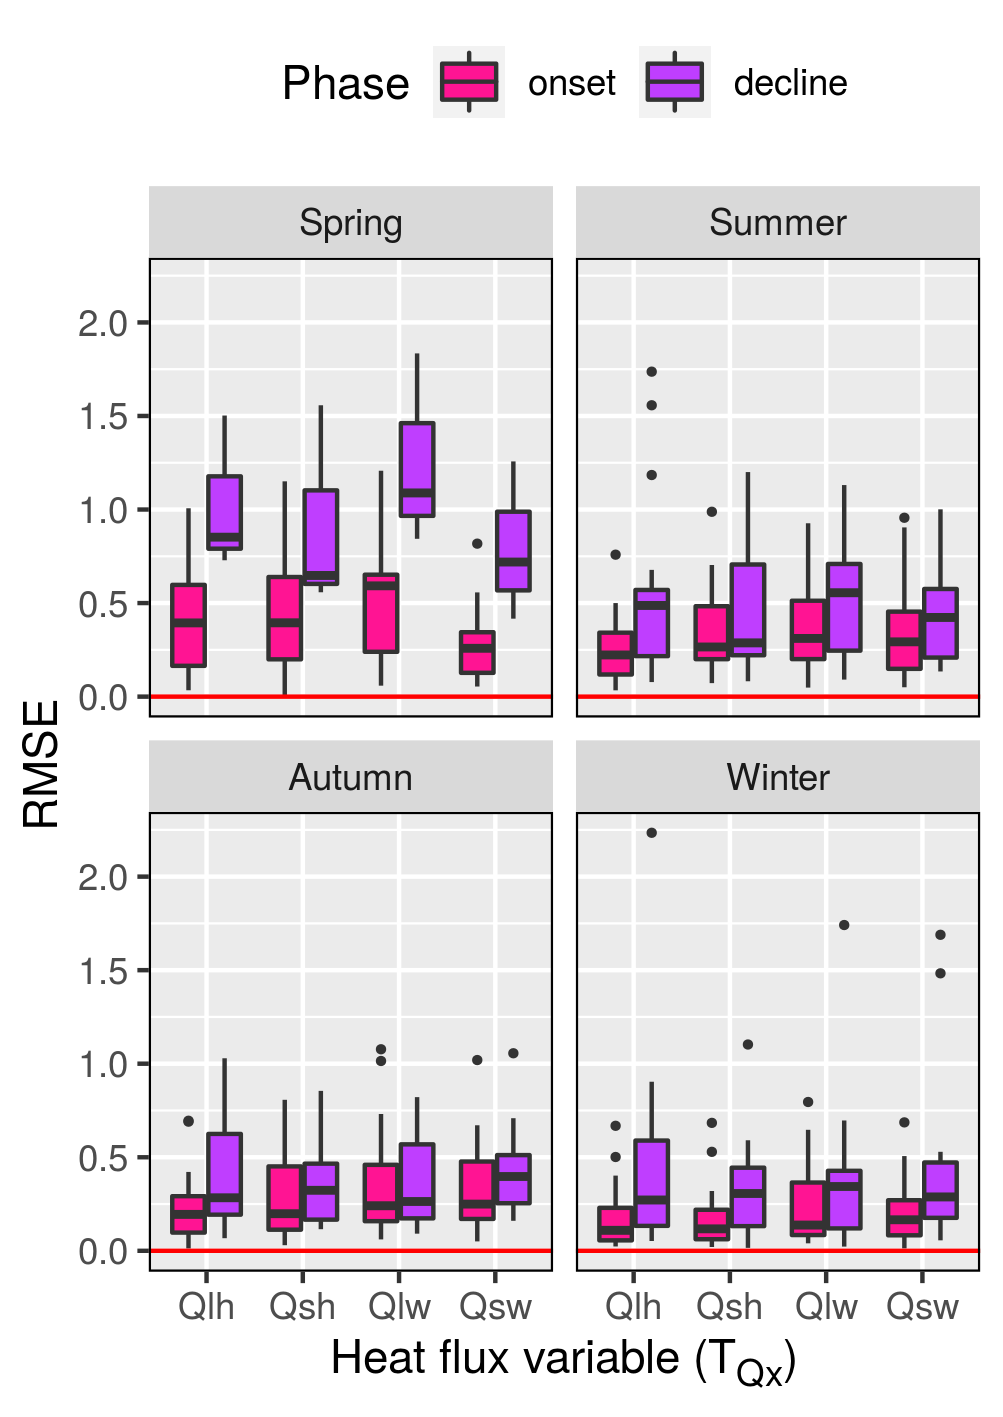 Phase onset decline
Spring Summer
2.0
1.5
1.0
0.5
0.0
RMSE
Autumn Winter
2.0
1.5
1.0
0.5
0.0
Qlh Qsh Qlw Qsw Qlh Qsh Qlw Qsw
Heat flux variable (TQx)